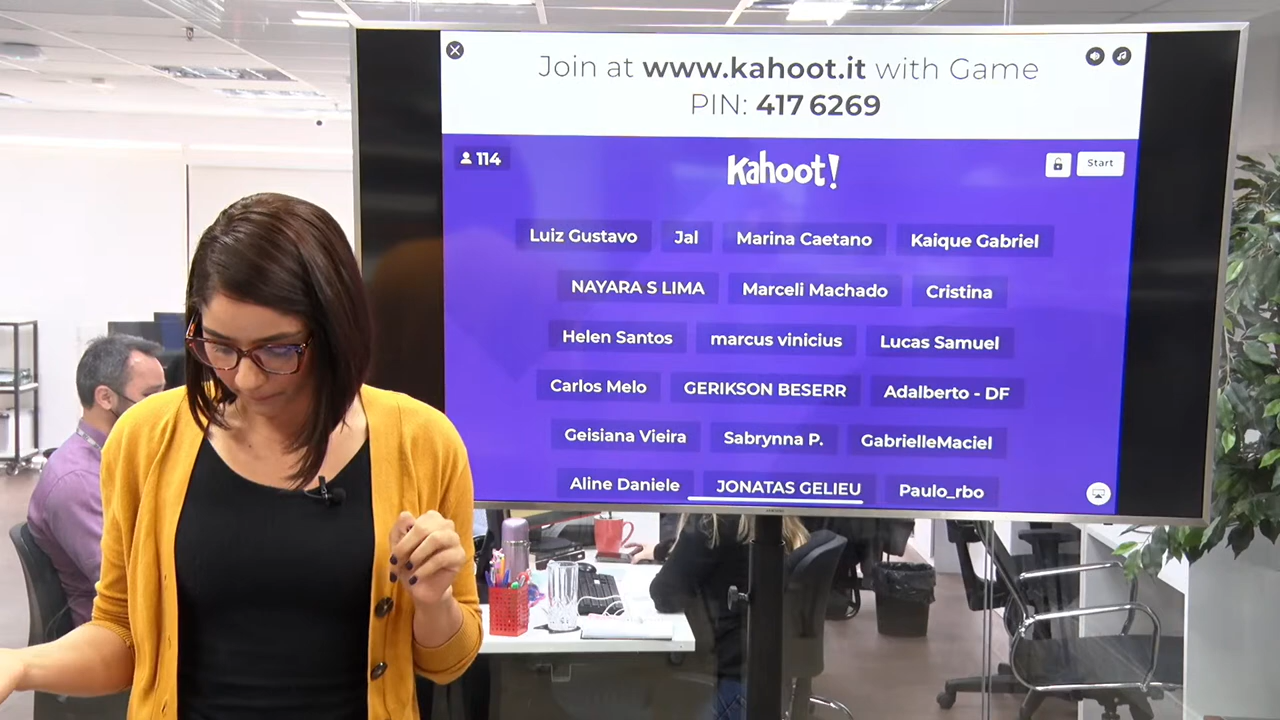 Join at www.kahoot.it with Game
PIN: 417 6269
114
Kahoot!
Start
Luiz Gustavo
Jal
Marina Caetano
Kaique Gabriel
NAYARA S LIMA
Marceli Machado
Cristina
Helen Santos
marcus vinicius
Lucas Samuel
Carlos Melo
GERIKSON BESERR
Adalberto - DF
Geisiana Vieira
Sabrynna P.
GabrielleMaciel
Aline Daniele
JONATAS GELIEU
Paulo_rbo